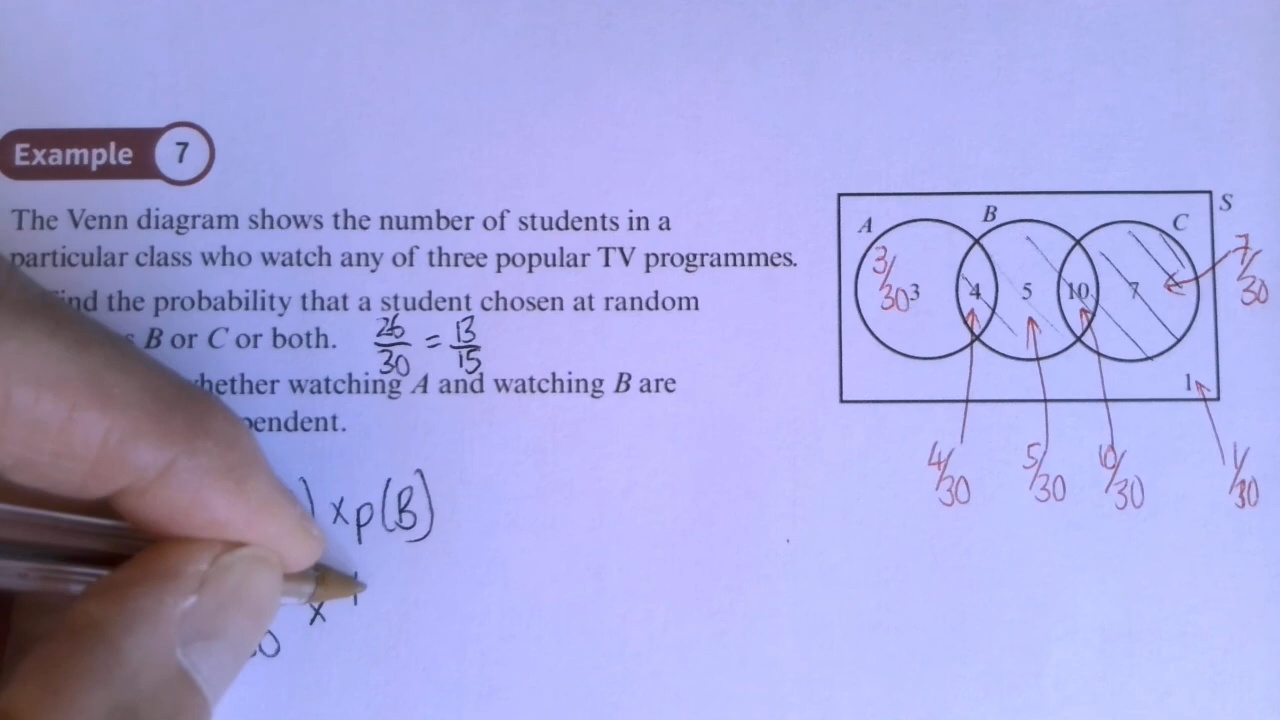 Example 7
The Venn diagram shows the number of students in a
particular class who watch any of three popular TV programmes.
the probability that a student chosen at random
B or C or both. 26/30 = 13/15
whether watching A and watching B are
) x p(B)
x
A B C S
3/30 3 4 5 10 7 7/30
1
4/30 5/30 10/30 1/30